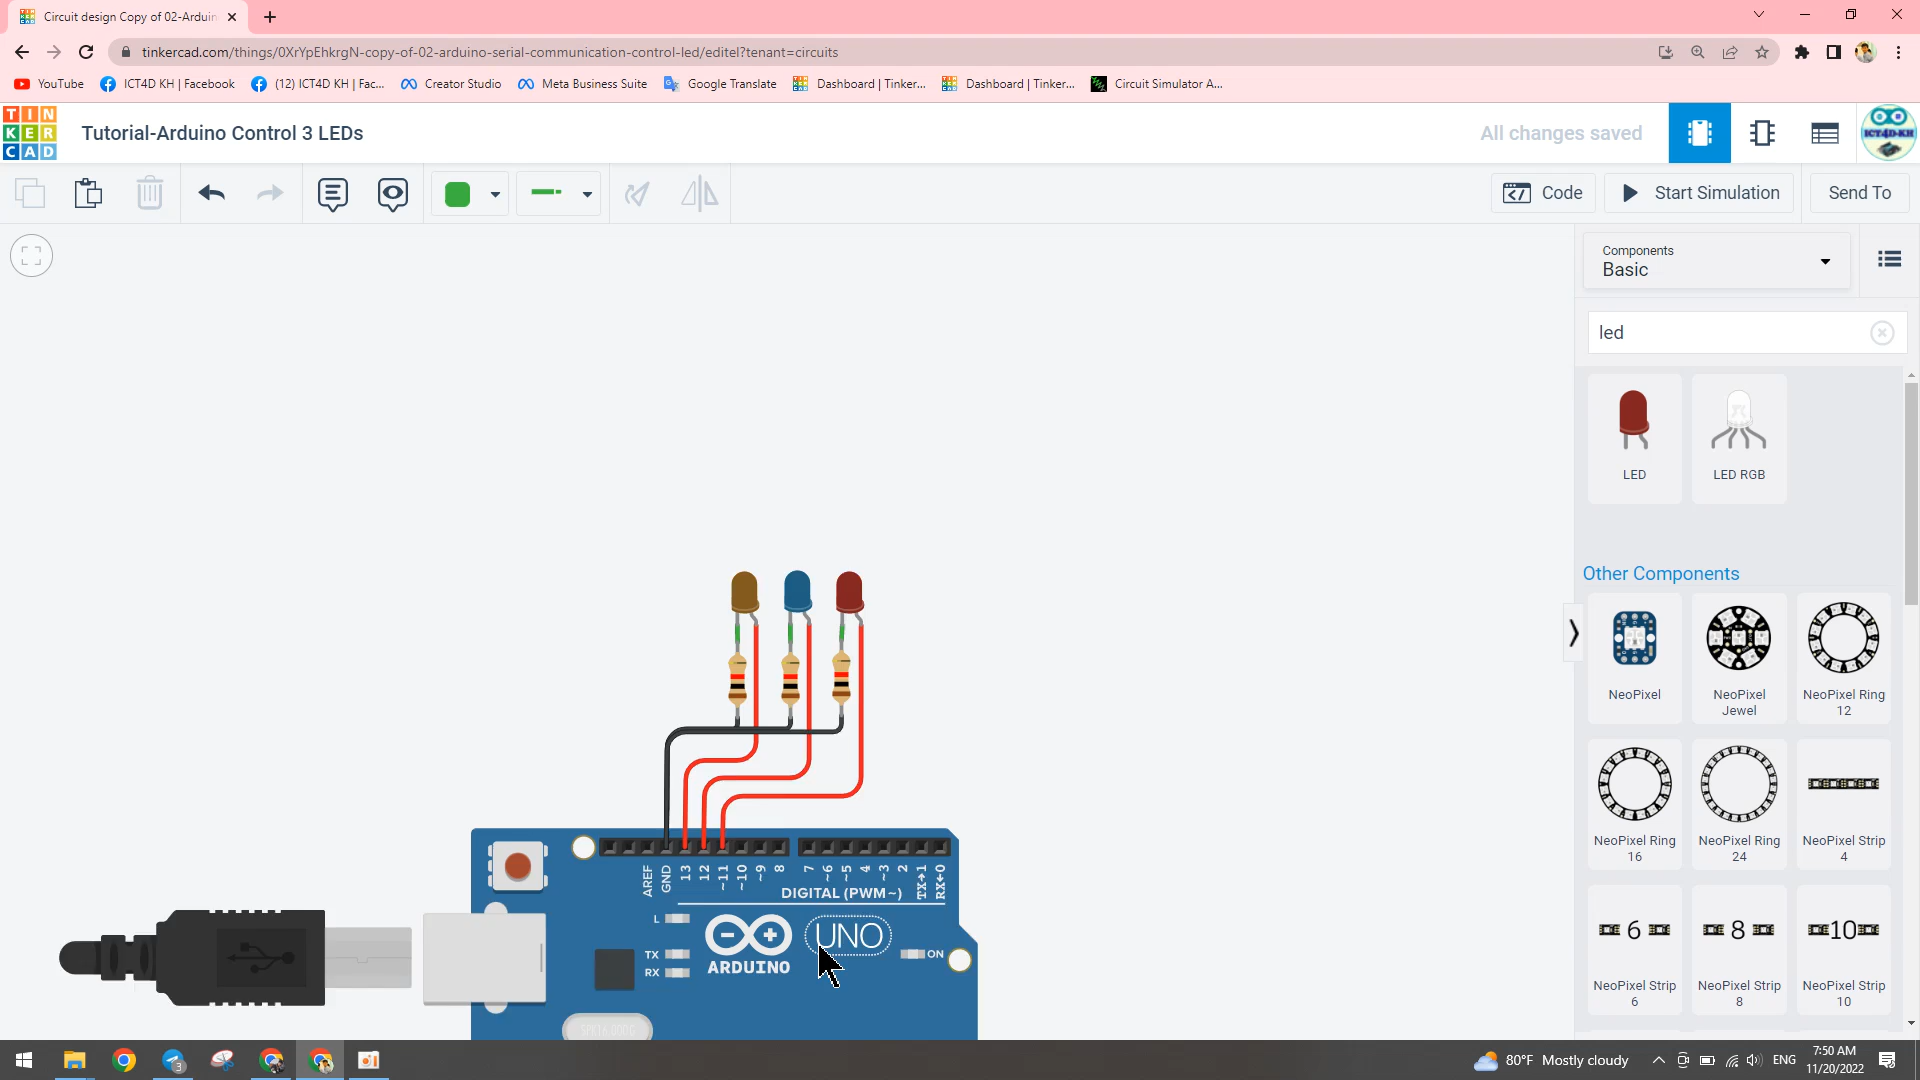 Circuit design Copy of 02-Arduin
tinkercad.com/things/0XrYpEhkrgN-copy-of-02-arduino-serial-communication-control-led/editel?tenant=circuits
YouTube
ICT4D KH | Facebook
(12) ICT4D KH | Fac...
Creator Studio
Meta Business Suite
Google Translate
Dashboard | Tinker...
Dashboard | Tinker...
Circuit Simulator A...
TIN
KER
CAD
Tutorial-Arduino Control 3 LEDs
All changes saved
ICT4D-KH
Code
Start Simulation
Send To
Components
Basic
led
LED
LED RGB
Other Components
NeoPixel
NeoPixel
Jewel
NeoPixel Ring
12
NeoPixel Ring
16
NeoPixel Ring
24
NeoPixel Strip
4
6
8
10
NeoPixel Strip
6
NeoPixel Strip
8
NeoPixel Strip
10
AREF
GND
13
12
~11
~10
~9
8
7
~6
~5
4
~3
2
TX→1
RX←0
DIGITAL (PWM~)
L
TX
RX
ARDUINO
UNO
ON
3
80°F Mostly cloudy
ENG
7:50 AM
11/20/2022